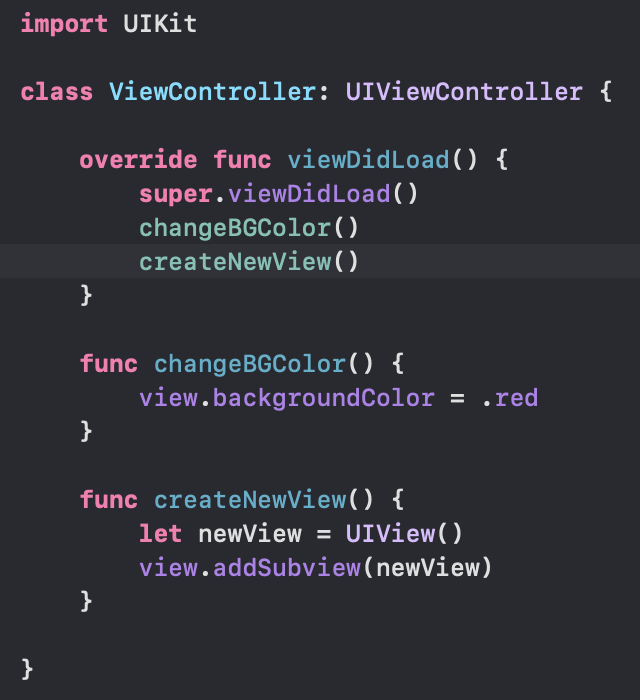 import UIKit
class ViewController: UIViewController {
override func viewDidLoad() {
super.viewDidLoad()
changeBGColor()
createNewView()
}
func changeBGColor() {
view.backgroundColor = .red
}
func createNewView() {
let newView = UIView()
view.addSubview(newView)
}
}